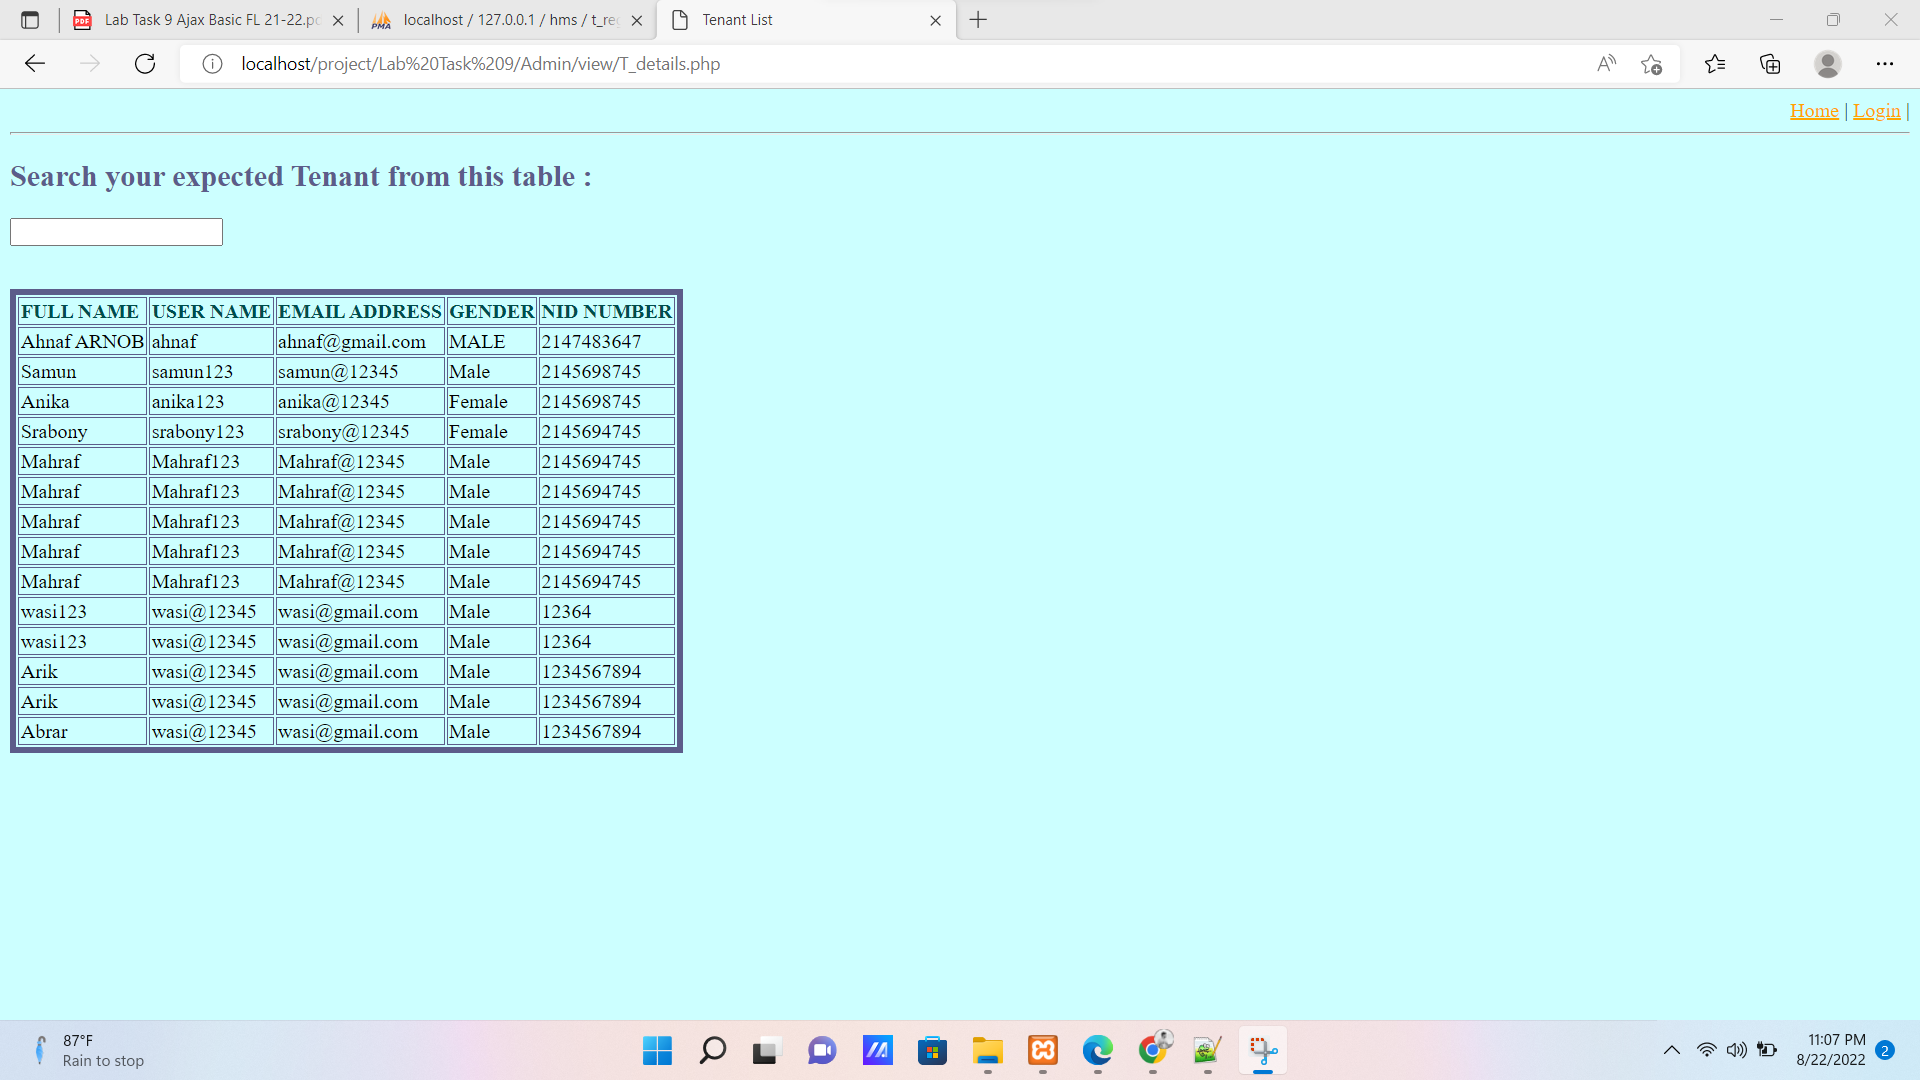 Lab Task 9 Ajax Basic FL 21-22.pc
localhost / 127.0.0.1 / hms / t_reg
Tenant List
localhost/project/Lab%20Task%209/Admin/view/T_details.php
Home | Login |
Search your expected Tenant from this table :
FULL NAME USER NAME EMAIL ADDRESS GENDER NID NUMBER
Ahnaf ARNOB ahnaf ahnaf@gmail.com MALE 2147483647
Samun samun123 samun@12345 Male 2145698745
Anika anika123 anika@12345 Female 2145698745
Srabony srabony123 srabony@12345 Female 2145694745
Mahraf Mahraf123 Mahraf@12345 Male 2145694745
Mahraf Mahraf123 Mahraf@12345 Male 2145694745
Mahraf Mahraf123 Mahraf@12345 Male 2145694745
Mahraf Mahraf123 Mahraf@12345 Male 2145694745
Mahraf Mahraf123 Mahraf@12345 Male 2145694745
wasi123 wasi@12345 wasi@gmail.com Male 12364
wasi123 wasi@12345 wasi@gmail.com Male 12364
Arik wasi@12345 wasi@gmail.com Male 1234567894
Arik wasi@12345 wasi@gmail.com Male 1234567894
Abrar wasi@12345 wasi@gmail.com Male 1234567894
87°F
Rain to stop
11:07 PM
8/22/2022
2